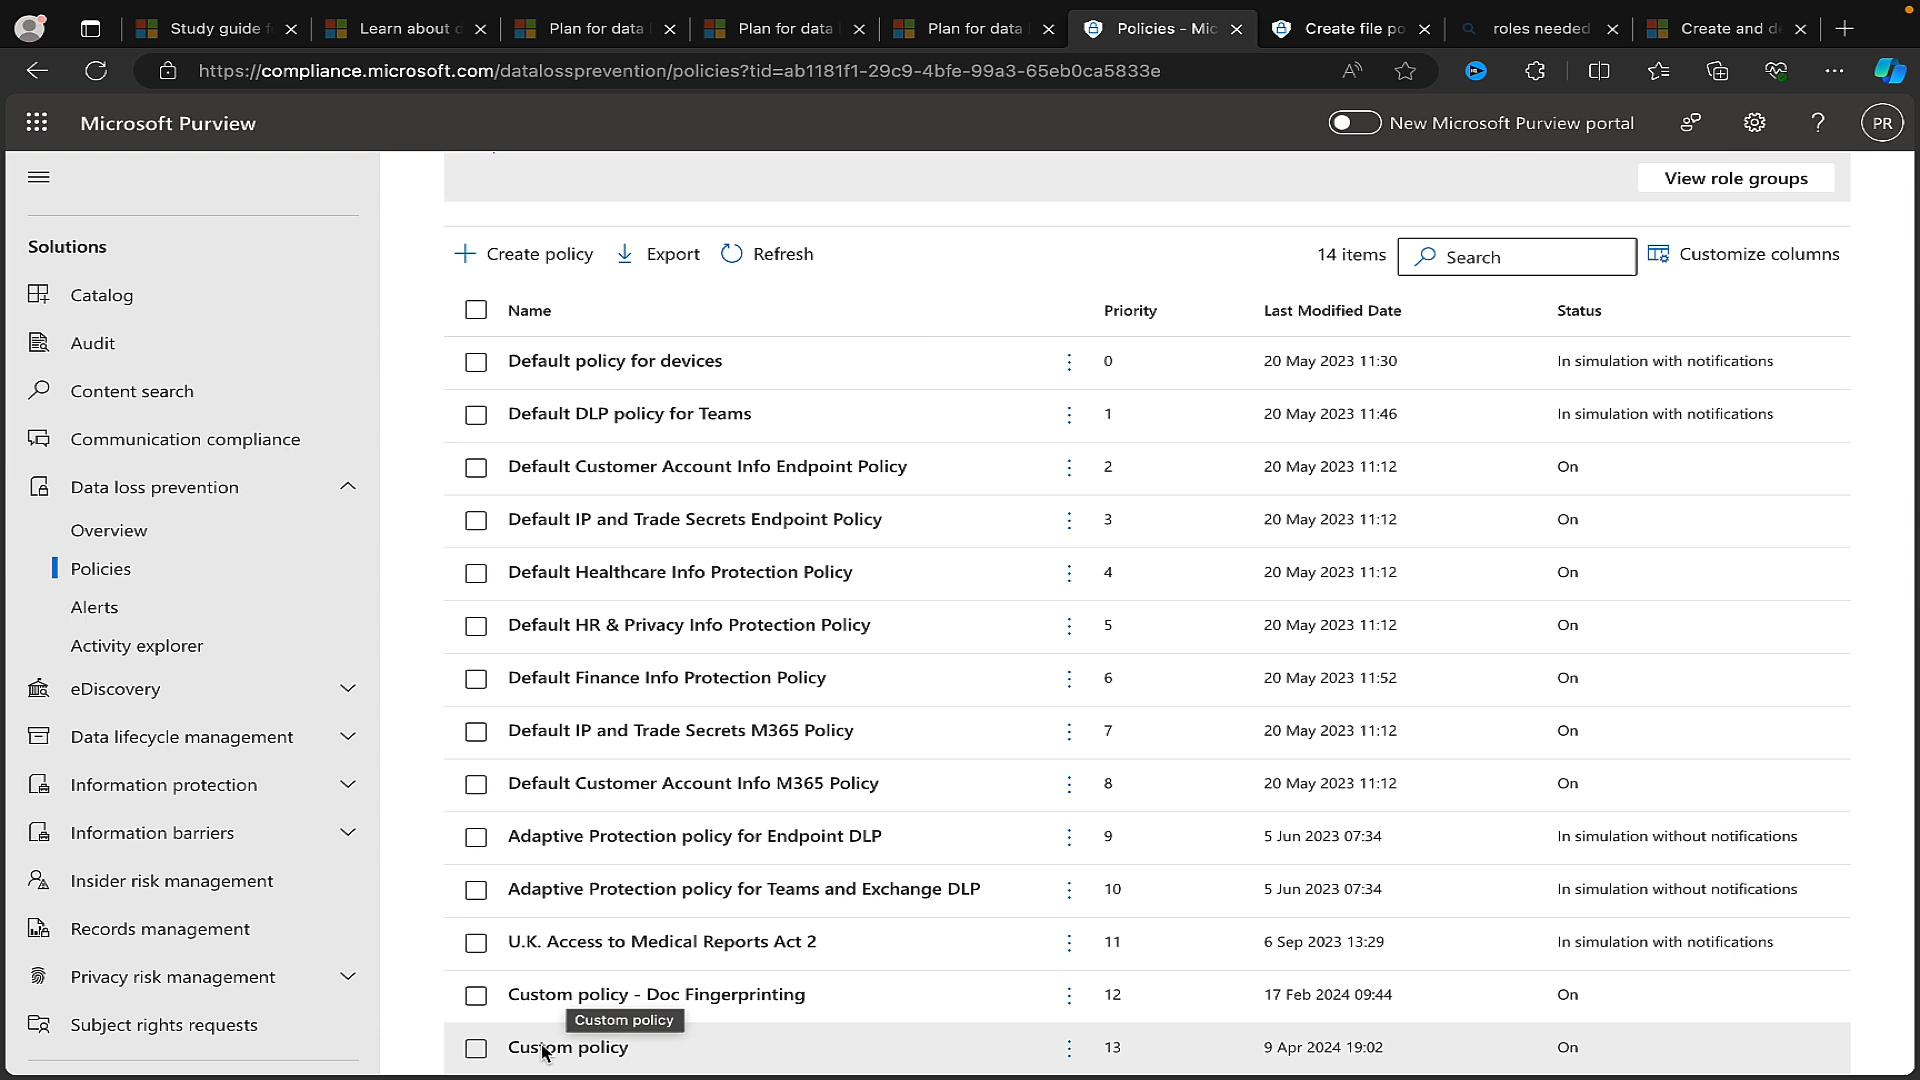 Study guide f
Learn about d
Plan for data
Plan for data
Plan for data
Policies - Mic
Create file po
roles needed
Create and de
https://compliance.microsoft.com/datalossprevention/policies?tid=ab1181f1-29c9-4bfe-99a3-65eb0ca5833e
Microsoft Purview
New Microsoft Purview portal
PR
View role groups
Solutions
Catalog
Audit
Content search
Communication compliance
Data loss prevention
Overview
Policies
Alerts
Activity explorer
eDiscovery
Data lifecycle management
Information protection
Information barriers
Insider risk management
Records management
Privacy risk management
Subject rights requests
Create policy Export Refresh 14 items Search Customize columns
Name Priority Last Modified Date Status
Default policy for devices 0 20 May 2023 11:30 In simulation with notifications
Default DLP policy for Teams 1 20 May 2023 11:46 In simulation with notifications
Default Customer Account Info Endpoint Policy 2 20 May 2023 11:12 On
Default IP and Trade Secrets Endpoint Policy 3 20 May 2023 11:12 On
Default Healthcare Info Protection Policy 4 20 May 2023 11:12 On
Default HR & Privacy Info Protection Policy 5 20 May 2023 11:12 On
Default Finance Info Protection Policy 6 20 May 2023 11:52 On
Default IP and Trade Secrets M365 Policy 7 20 May 2023 11:12 On
Default Customer Account Info M365 Policy 8 20 May 2023 11:12 On
Adaptive Protection policy for Endpoint DLP 9 5 Jun 2023 07:34 In simulation without notifications
Adaptive Protection policy for Teams and Exchange DLP 10 5 Jun 2023 07:34 In simulation without notifications
U.K. Access to Medical Reports Act 2 11 6 Sep 2023 13:29 In simulation with notifications
Custom policy - Doc Fingerprinting 12 17 Feb 2024 09:44 On
Custom policy
Custom policy 13 9 Apr 2024 19:02 On